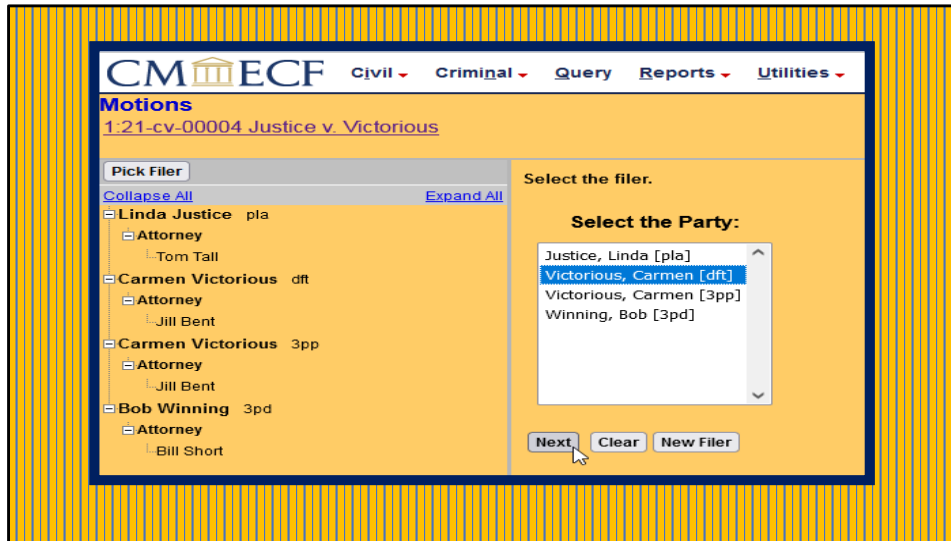 CM ECF Civil Criminal Query Reports Utilities
Motions
1:21-cv-00004 Justice v. Victorious
Pick Filer
Collapse All Expand All
Linda Justice pla
Attorney
Tom Tall
Carmen Victorious dft
Attorney
Jill Bent
Carmen Victorious 3pp
Attorney
Jill Bent
Bob Winning 3pd
Attorney
Bill Short
Select the filer.
Select the Party:
Justice, Linda [pla]
Victorious, Carmen [dft]
Victorious, Carmen [3pp]
Winning, Bob [3pd]
Next Clear New Filer